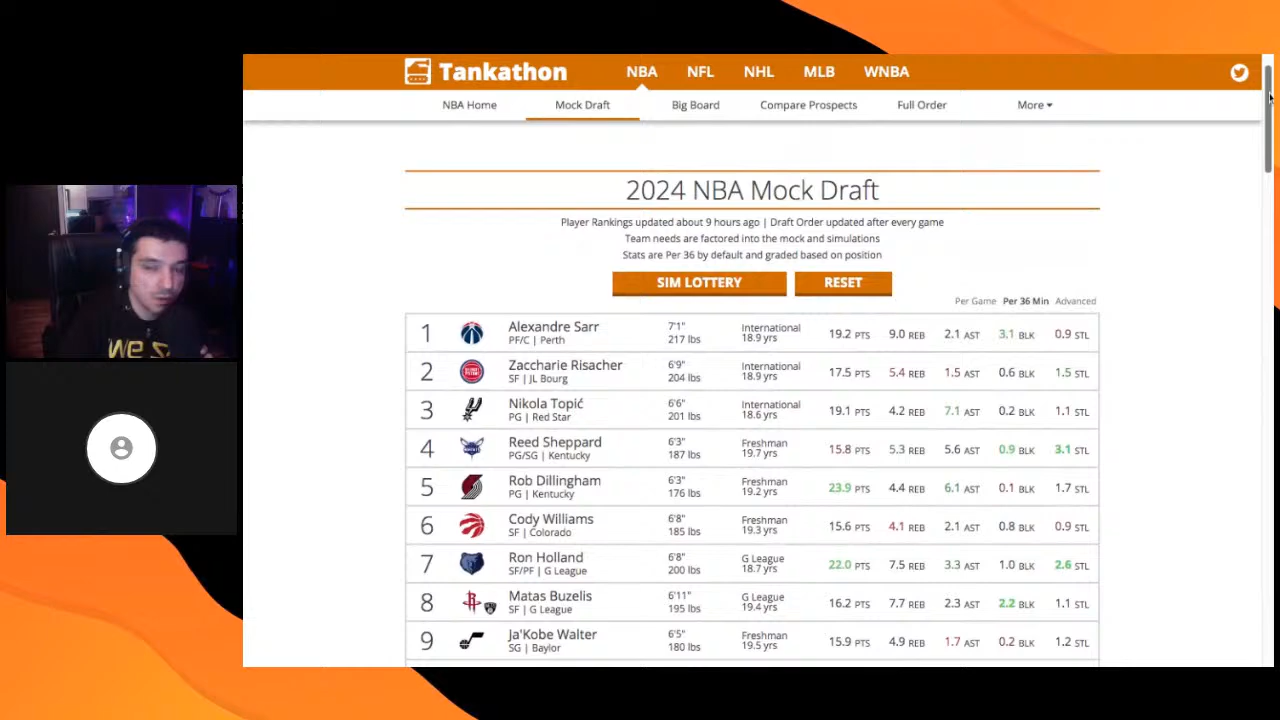 Tankathon
NBA NFL NHL MLB WNBA
NBA Home Mock Draft Big Board Compare Prospects Full Order More
2024 NBA Mock Draft
Player Rankings updated about 9 hours ago | Draft Order updated after every game
Team needs are factored into the mock and simulations
Stats are Per 36 by default and graded based on position
SIM LOTTERY RESET
Per Game Per 36 Min Advanced
1 Alexandre Sarr 7'1" International 19.2 PTS 9.0 REB 2.1 AST 3.1 BLK 0.9 STL
PF/C | Perth 217 lbs 18.9 yrs
2 Zaccharie Risacher 6'9" International 17.5 PTS 5.4 REB 1.5 AST 0.6 BLK 1.5 STL
SF | JL Bourg 204 lbs 18.9 yrs
3 Nikola Topić 6'6" International 19.1 PTS 4.2 REB 7.1 AST 0.2 BLK 1.1 STL
PG | Red Star 201 lbs 18.6 yrs
4 Reed Sheppard 6'3" Freshman 15.8 PTS 5.3 REB 5.6 AST 0.9 BLK 3.1 STL
PG/SG | Kentucky 187 lbs 19.7 yrs
5 Rob Dillingham 6'3" Freshman 23.9 PTS 4.4 REB 6.1 AST 0.1 BLK 1.7 STL
PG | Kentucky 176 lbs 19.2 yrs
6 Cody Williams 6'8" Freshman 15.6 PTS 4.1 REB 2.1 AST 0.8 BLK 0.9 STL
SF | Colorado 185 lbs 19.3 yrs
7 Ron Holland 6'8" G League 22.0 PTS 7.5 REB 3.3 AST 1.0 BLK 2.6 STL
SF/PF | G League 200 lbs 18.7 yrs
8 Matas Buzelis 6'11" G League 16.2 PTS 7.7 REB 2.3 AST 2.2 BLK 1.1 STL
SF | G League 195 lbs 19.4 yrs
9 Ja'Kobe Walter 6'5" Freshman 15.9 PTS 4.9 REB 1.7 AST 0.2 BLK 1.2 STL
SG | Baylor 180 lbs 19.5 yrs